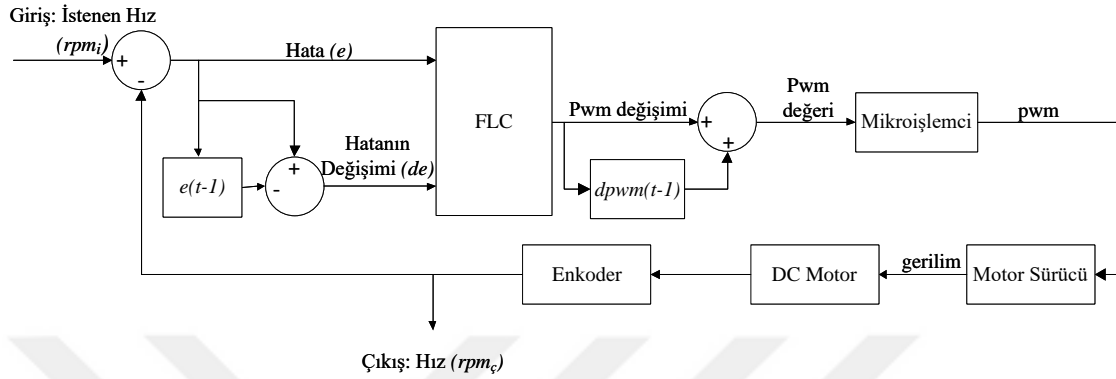 Giriş: İstenen Hız
(rpmi)
+
-
Hata (e)
FLC
Pwm değişimi
+
+
Pwm
değeri
Mikroişlemci
pwm
e(t-1)
-
+
Hatanın
Değişimi (de)
dpwm(t-1)
Enkoder
DC Motor
gerilim
Motor Sürücü
Çıkış: Hız (rpmç)